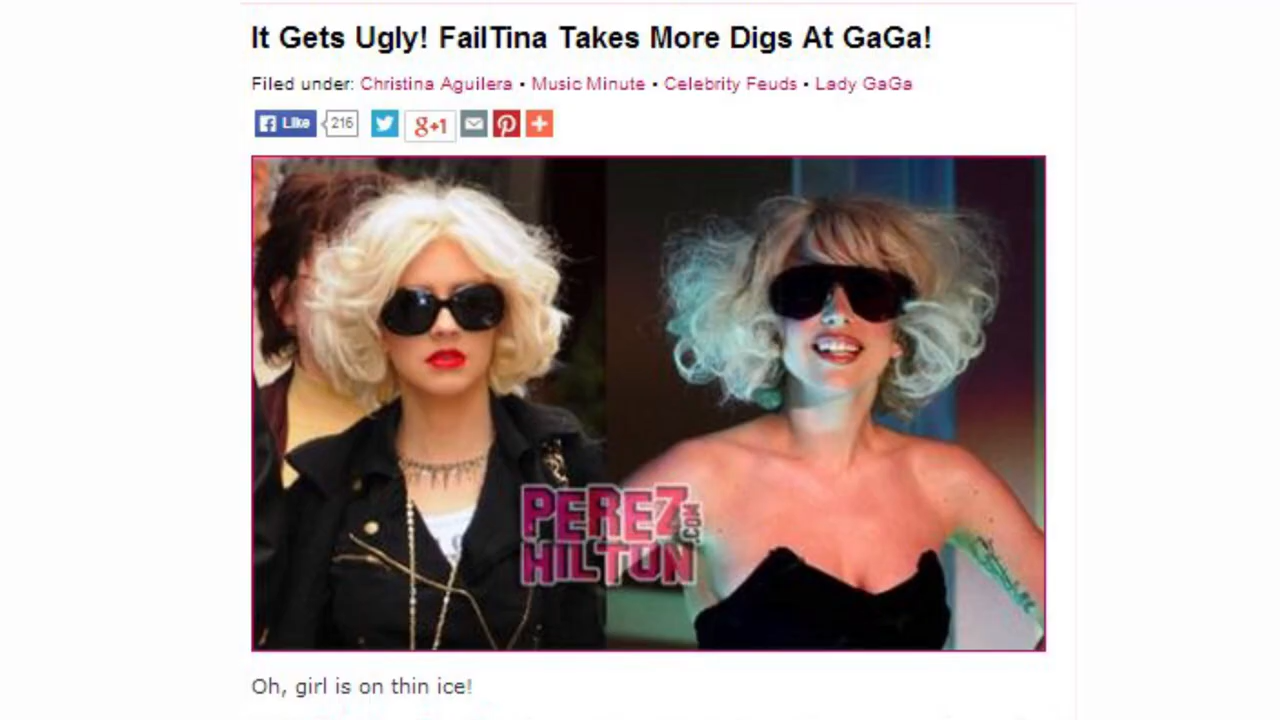 It Gets Ugly! FailTina Takes More Digs At GaGa!
Filed under: Christina Aguilera • Music Minute • Celebrity Feuds • Lady GaGa
Like 216 g+1
PEREZ
HILTON
.COM
Oh, girl is on thin ice!